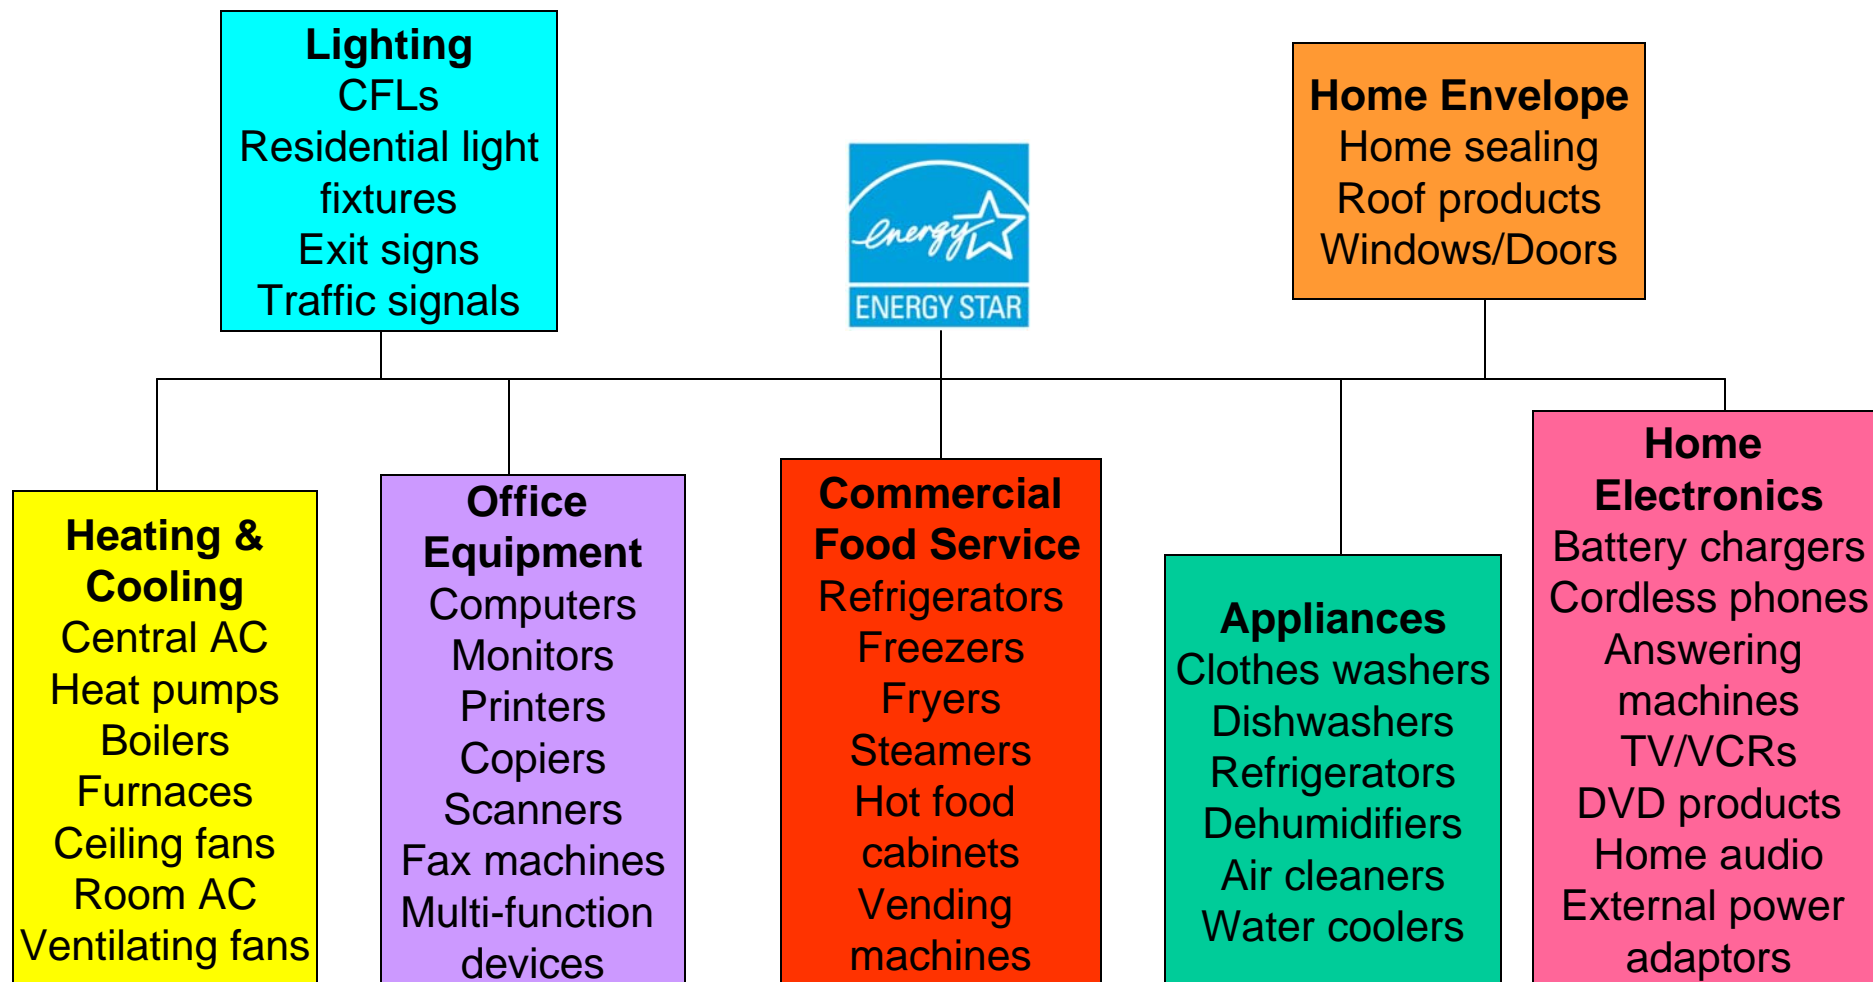 Lighting
CFLs
Residential light
fixtures
Exit signs
Traffic signals
energy
ENERGY STAR
Home Envelope
Home sealing
Roof products
Windows/Doors
Heating &
Cooling
Central AC
Heat pumps
Boilers
Furnaces
Ceiling fans
Room AC
Ventilating fans
Office
Equipment
Computers
Monitors
Printers
Copiers
Scanners
Fax machines
Multi-function
devices
Commercial
Food Service
Refrigerators
Freezers
Fryers
Steamers
Hot food
cabinets
Vending
machines
Appliances
Clothes washers
Dishwashers
Refrigerators
Dehumidifiers
Air cleaners
Water coolers
Home
Electronics
Battery chargers
Cordless phones
Answering
machines
TV/VCRs
DVD products
Home audio
External power
adaptors